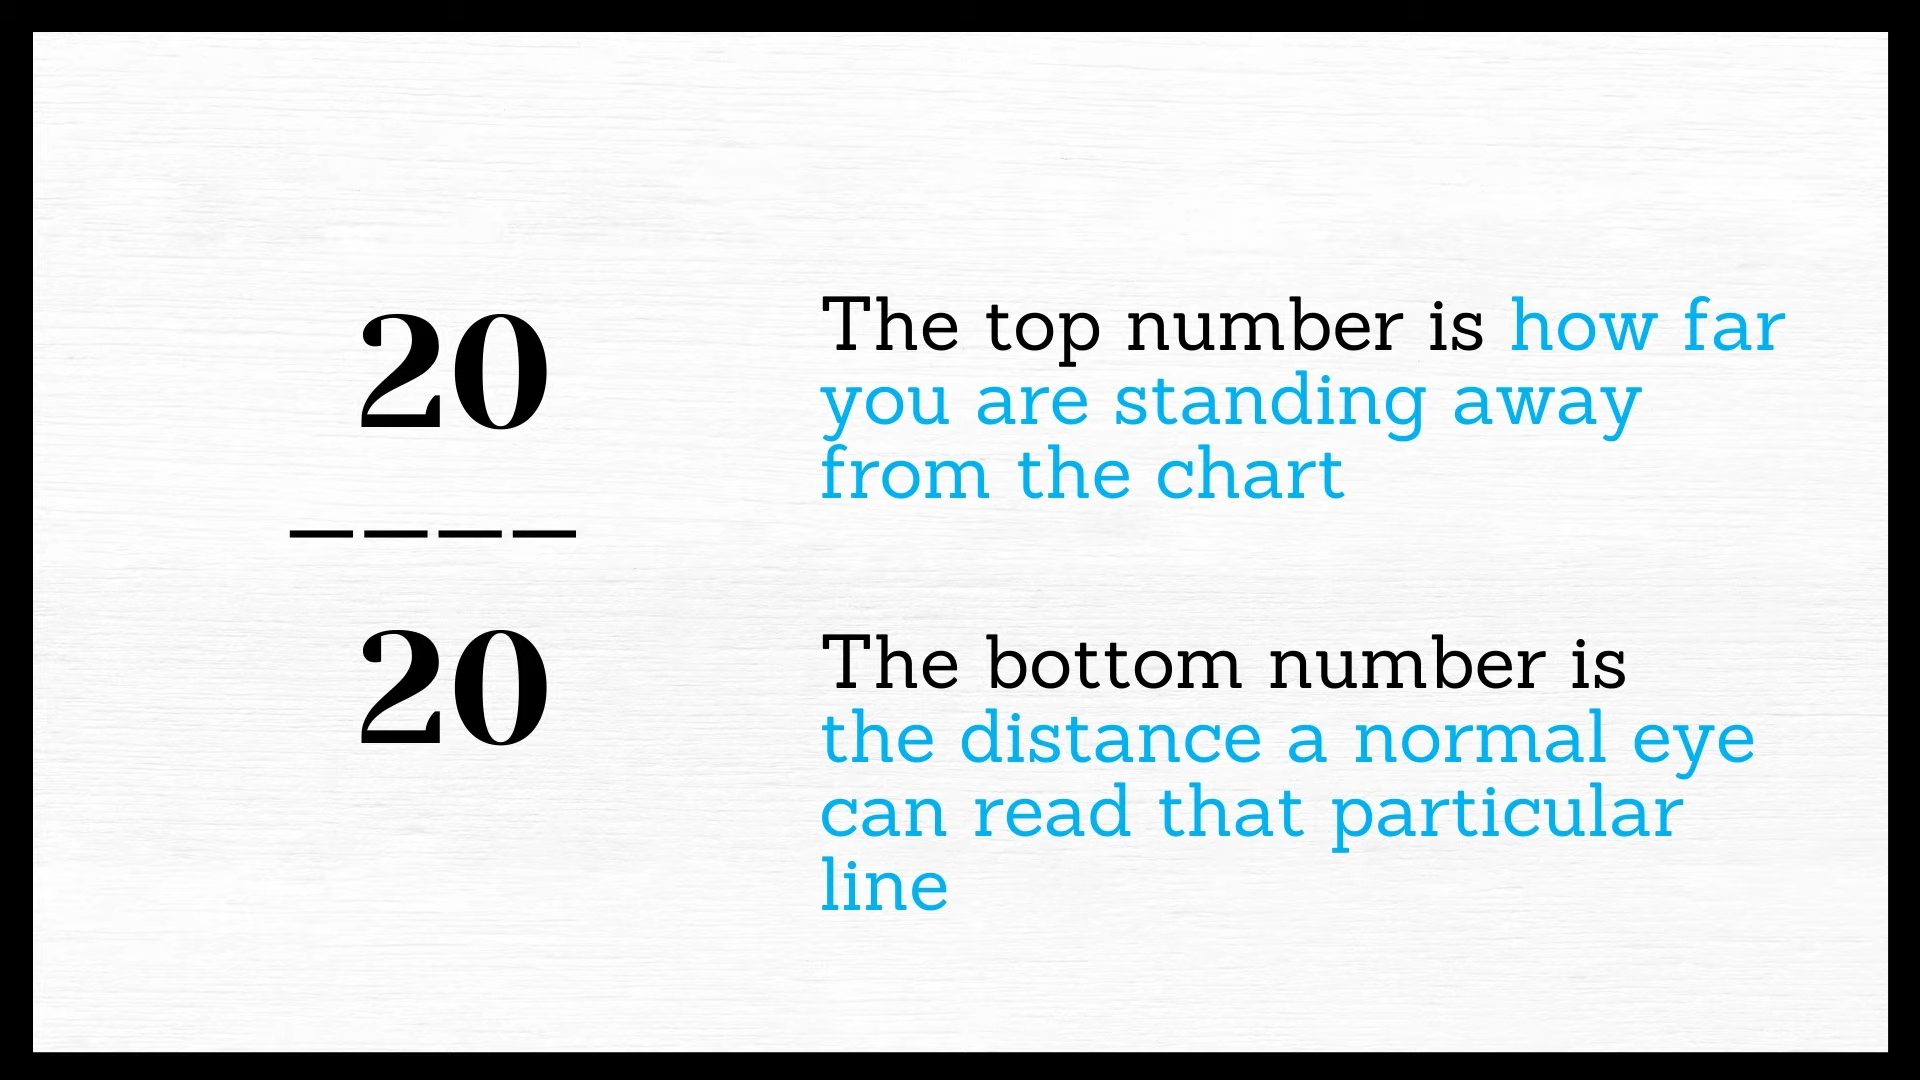 20
————
20
The top number is how far
you are standing away
from the chart
The bottom number is
the distance a normal eye
can read that particular
line